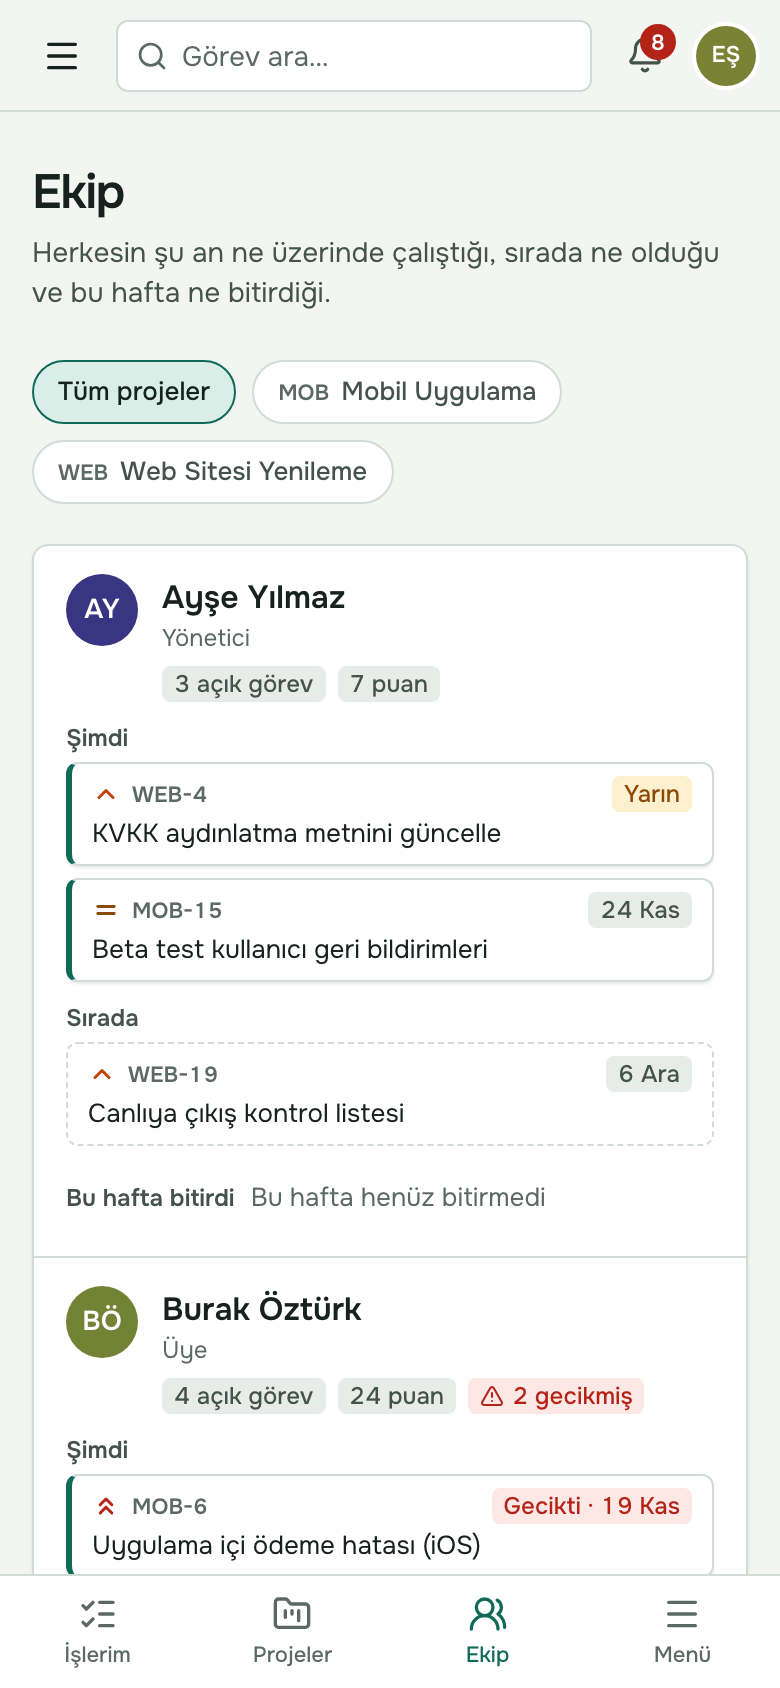 Görev ara...
8
EŞ
Ekip
Herkesin şu an ne üzerinde çalıştığı, sırada ne olduğu
ve bu hafta ne bitirdiği.
Tüm projeler
MOB Mobil Uygulama
WEB Web Sitesi Yenileme
AY
Ayşe Yılmaz
Yönetici
3 açık görev
7 puan
Şimdi
WEB-4
Yarın
KVKK aydınlatma metnini güncelle
MOB-15
24 Kas
Beta test kullanıcı geri bildirimleri
Sırada
WEB-19
6 Ara
Canlıya çıkış kontrol listesi
Bu hafta bitirdi Bu hafta henüz bitirmedi
BÖ
Burak Öztürk
Üye
4 açık görev
24 puan
2 gecikmiş
Şimdi
MOB-6
Gecikti · 19 Kas
Uygulama içi ödeme hatası (iOS)
İşlerim
Projeler
Ekip
Menü